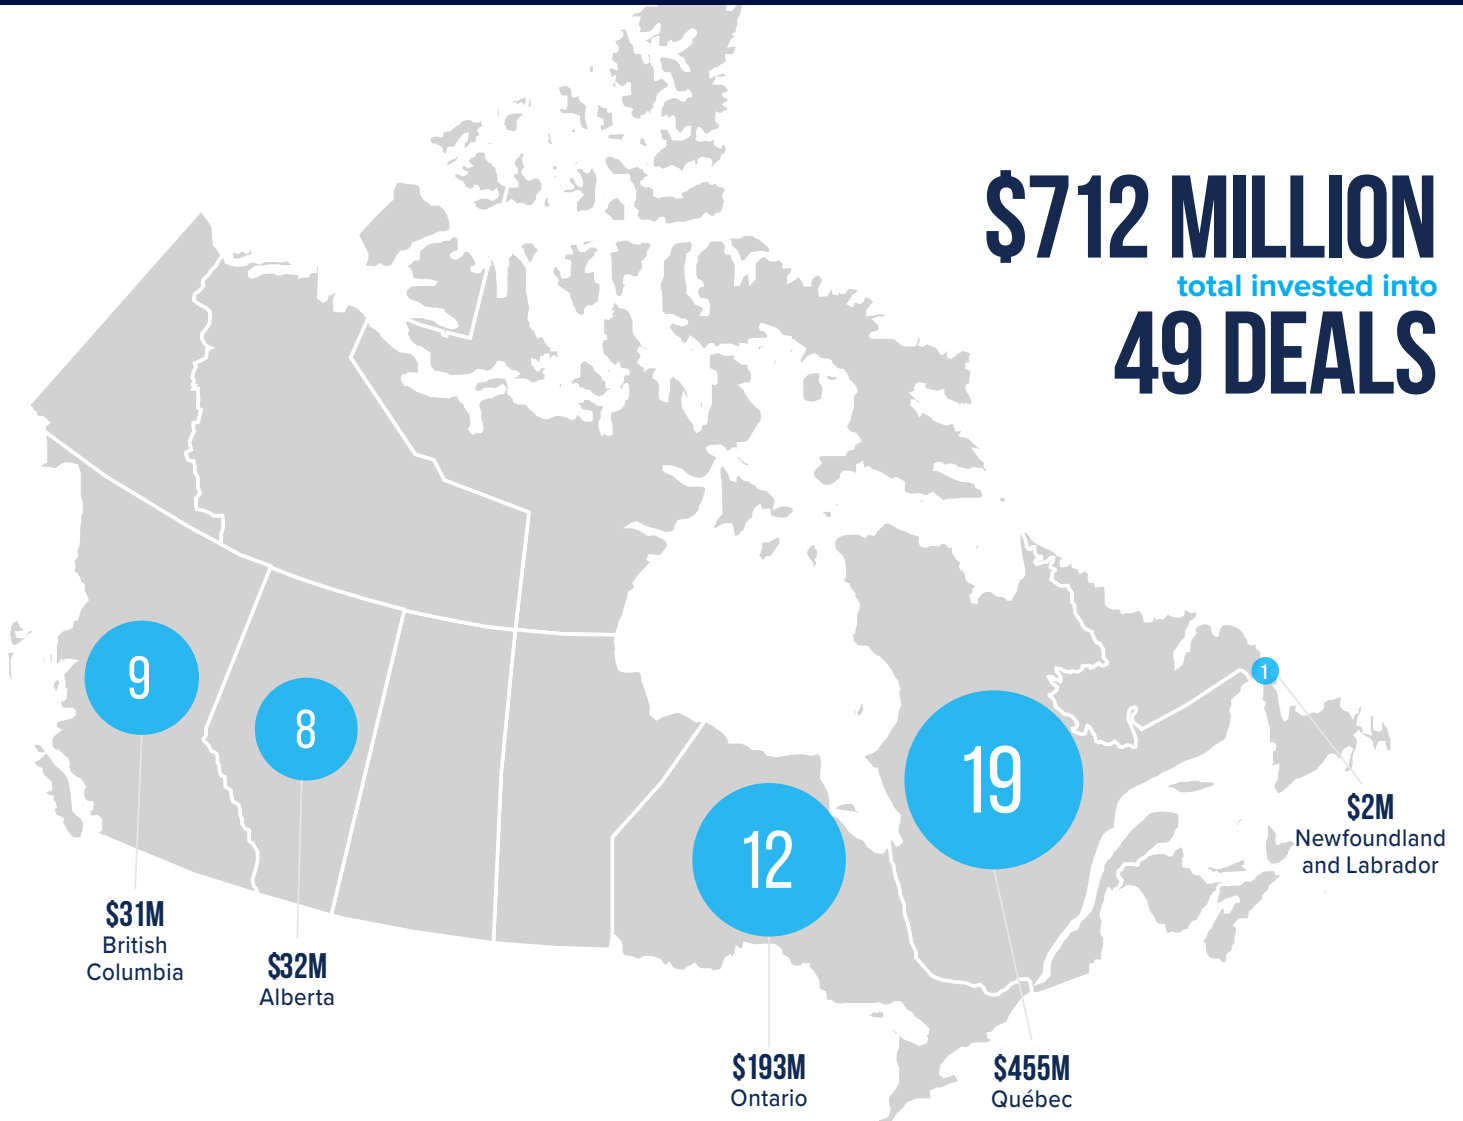 $712 MILLION
total invested into
49 DEALS
9
8
12
19
1
$31M
British
Columbia
$32M
Alberta
$193M
Ontario
$455M
Québec
$2M
Newfoundland
and Labrador